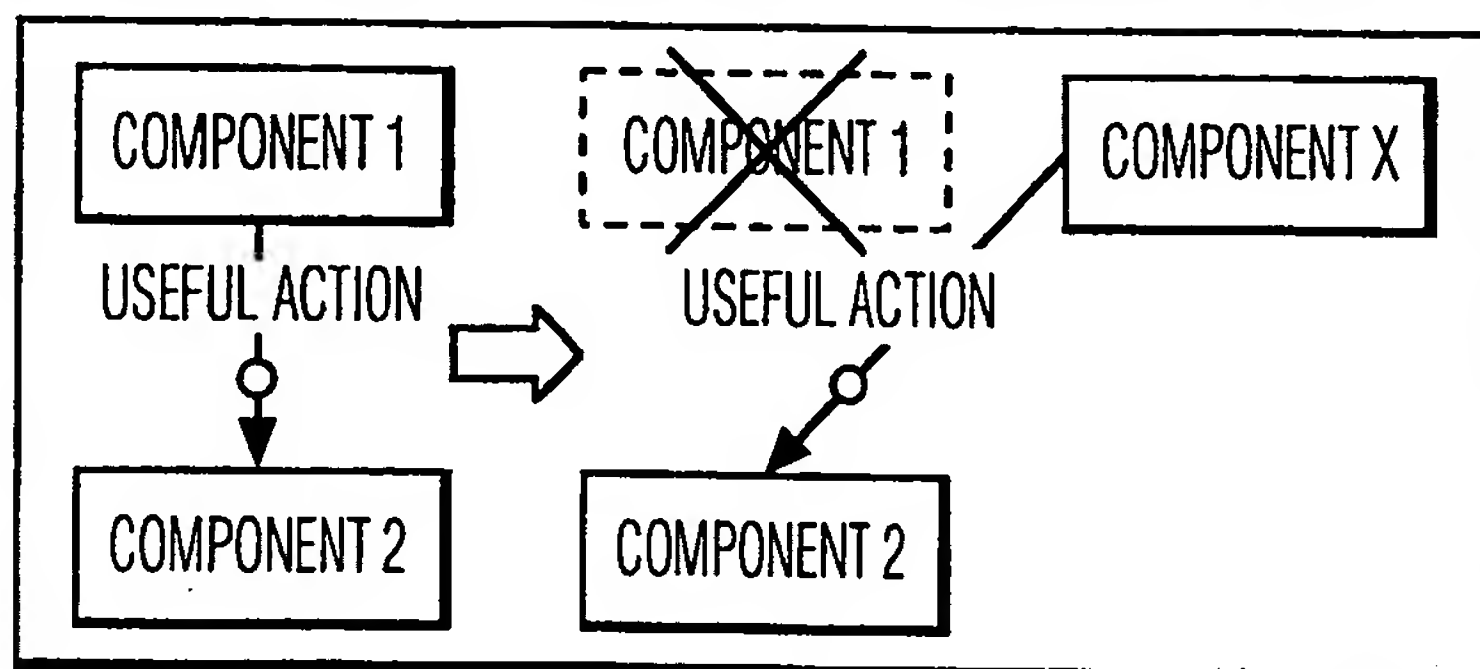 COMPONENT 1
USEFUL ACTION
COMPONENT 2
COMPONENT 1
COMPONENT X
USEFUL ACTION
COMPONENT 2